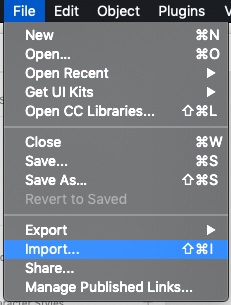 File Edit Object Plugins
New ⌘N
Open... ⌘O
Open Recent ▶
Get UI Kits ▶
Open CC Libraries... ⇧⌘L
Close ⌘W
Save... ⌘S
Save As... ⇧⌘S
Revert to Saved
Export ▶
Import... ⇧⌘I
Share...
Manage Published Links...